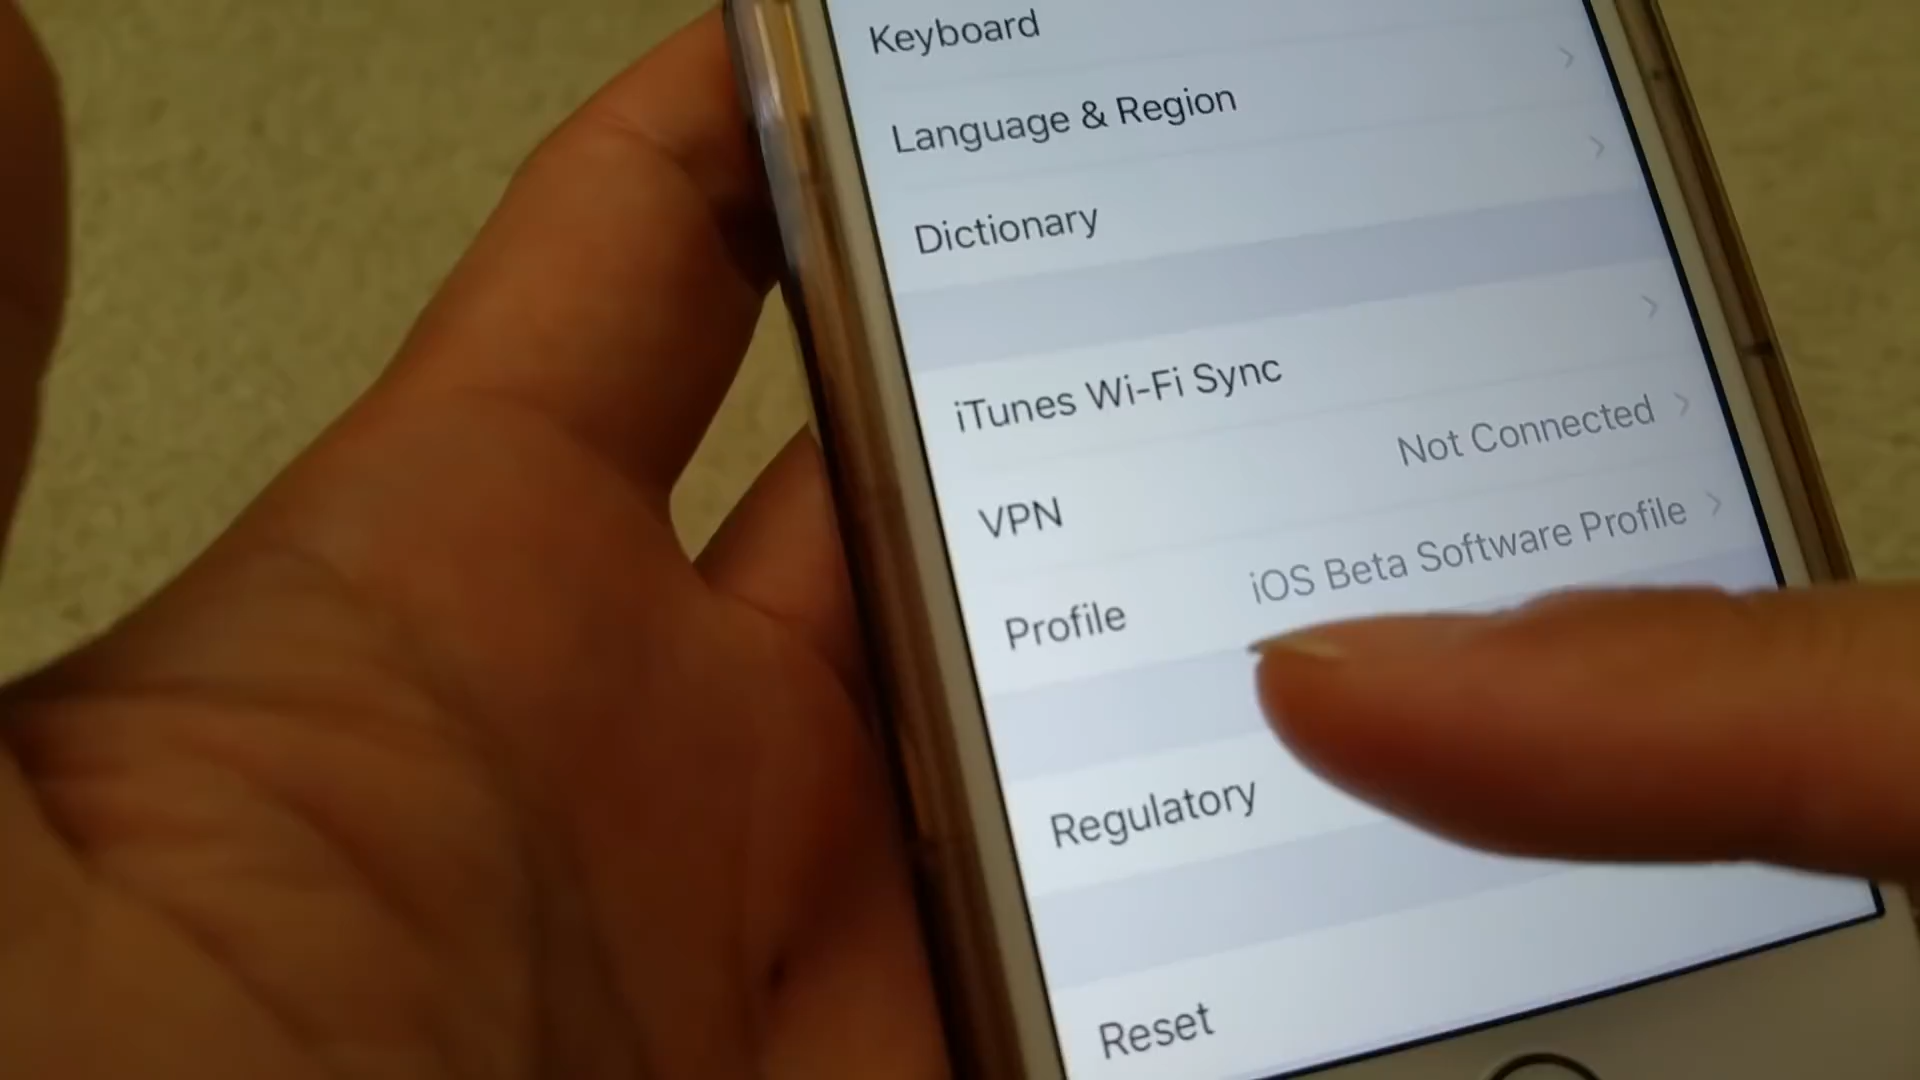 Keyboard
Language & Region
Dictionary
iTunes Wi-Fi Sync
VPN Not Connected
Profile iOS Beta Software Profile
Regulatory
Reset